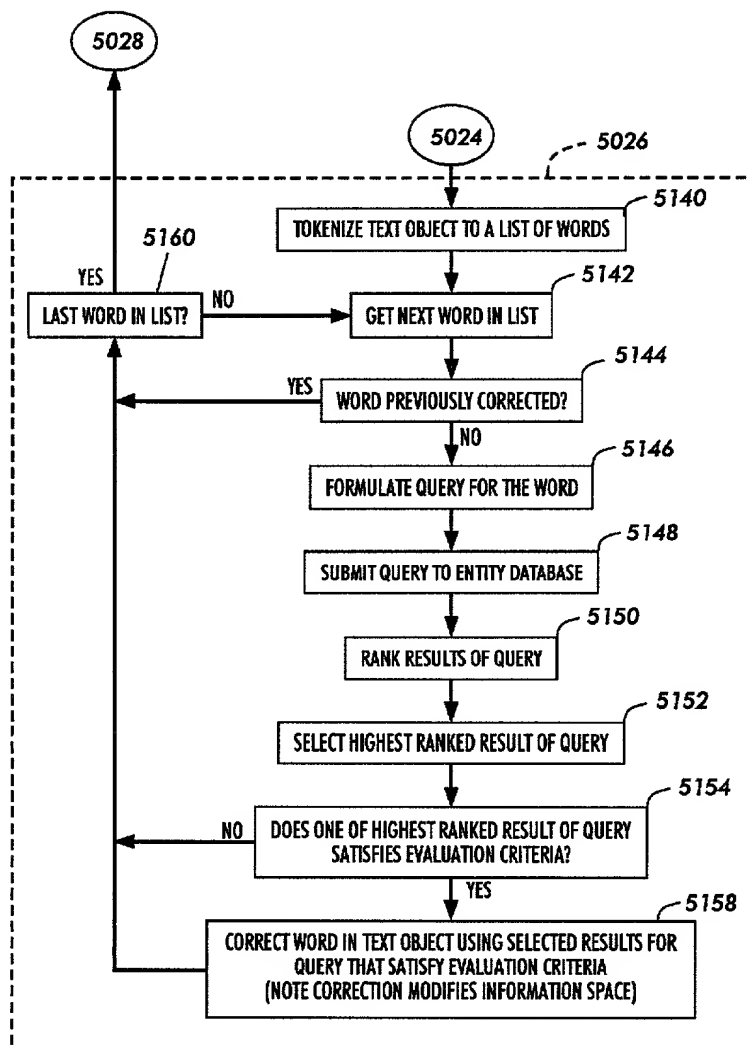 5028
5024
5026
5140
TOKENIZE TEXT OBJECT TO A LIST OF WORDS
5160
5142
YES
LAST WORD IN LIST?
NO
GET NEXT WORD IN LIST
5144
YES
WORD PREVIOUSLY CORRECTED?
NO
5146
FORMULATE QUERY FOR THE WORD
5148
SUBMIT QUERY TO ENTITY DATABASE
5150
RANK RESULTS OF QUERY
5152
SELECT HIGHEST RANKED RESULT OF QUERY
5154
NO
DOES ONE OF HIGHEST RANKED RESULT OF QUERY
SATISFIES EVALUATION CRITERIA?
YES
5158
CORRECT WORD IN TEXT OBJECT USING SELECTED RESULTS FOR
QUERY THAT SATISFY EVALUATION CRITERIA
(NOTE CORRECTION MODIFIES INFORMATION SPACE)